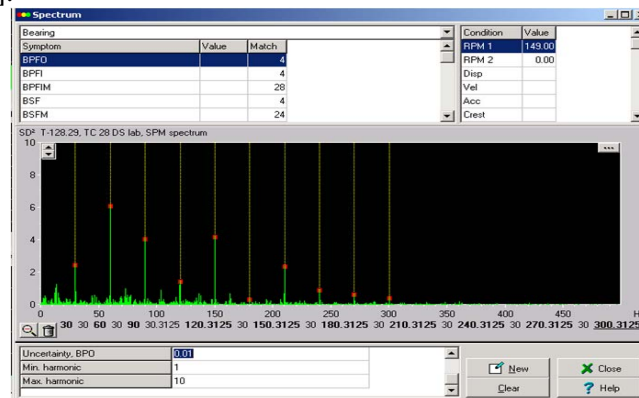 Spectrum
Bearing
Symptom Value Match
BPFO 4
BPFI 4
BPFIM 28
BSF 4
BSFM 24
Condition Value
RPM 1 149.00
RPM 2 0.00
Disp
Vel
Acc
Crest
SD² T-128.29, TC 28 DS lab, SPM spectrum
10
8
6
4
2
0
0 50 100 150 200 250 300 350 400 450 H
30 30 60 30 90 30.3125 120.3125 30 150.3125 30 180.3125 30 210.3125 30 240.3125 30 270.3125 30 300.3125
Uncertainty, BPO 0.01
Min. harmonic 1
Max. harmonic 10
New
Close
Clear
Help